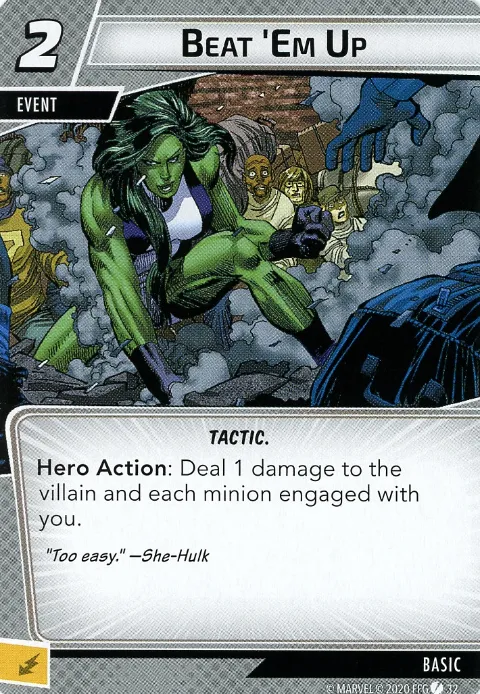 2
BEAT 'EM UP
EVENT
TACTIC.
Hero Action: Deal 1 damage to the
villain and each minion engaged with
you.
"Too easy." —She-Hulk
BASIC
© MARVEL © 2020 FFG 32